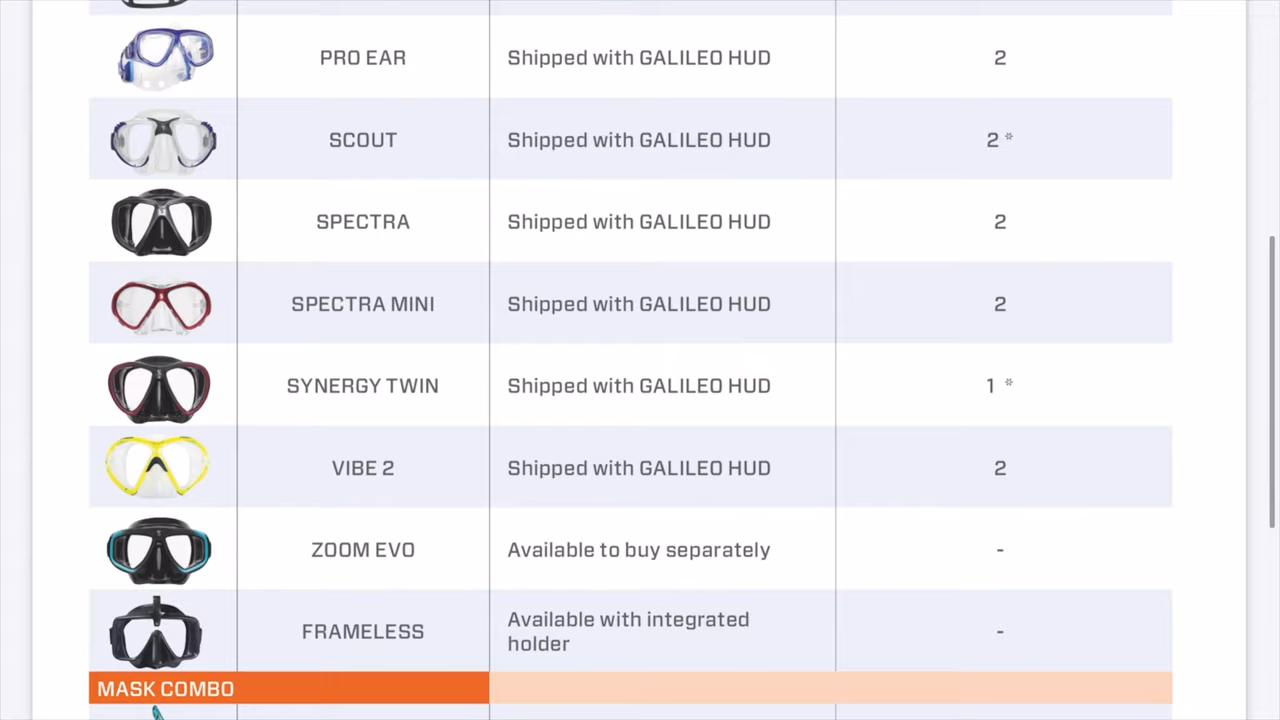 PRO EAR Shipped with GALILEO HUD 2
SCOUT Shipped with GALILEO HUD 2 *
SPECTRA Shipped with GALILEO HUD 2
SPECTRA MINI Shipped with GALILEO HUD 2
SYNERGY TWIN Shipped with GALILEO HUD 1 *
VIBE 2 Shipped with GALILEO HUD 2
ZOOM EVO Available to buy separately -
FRAMELESS Available with integrated holder -
MASK COMBO